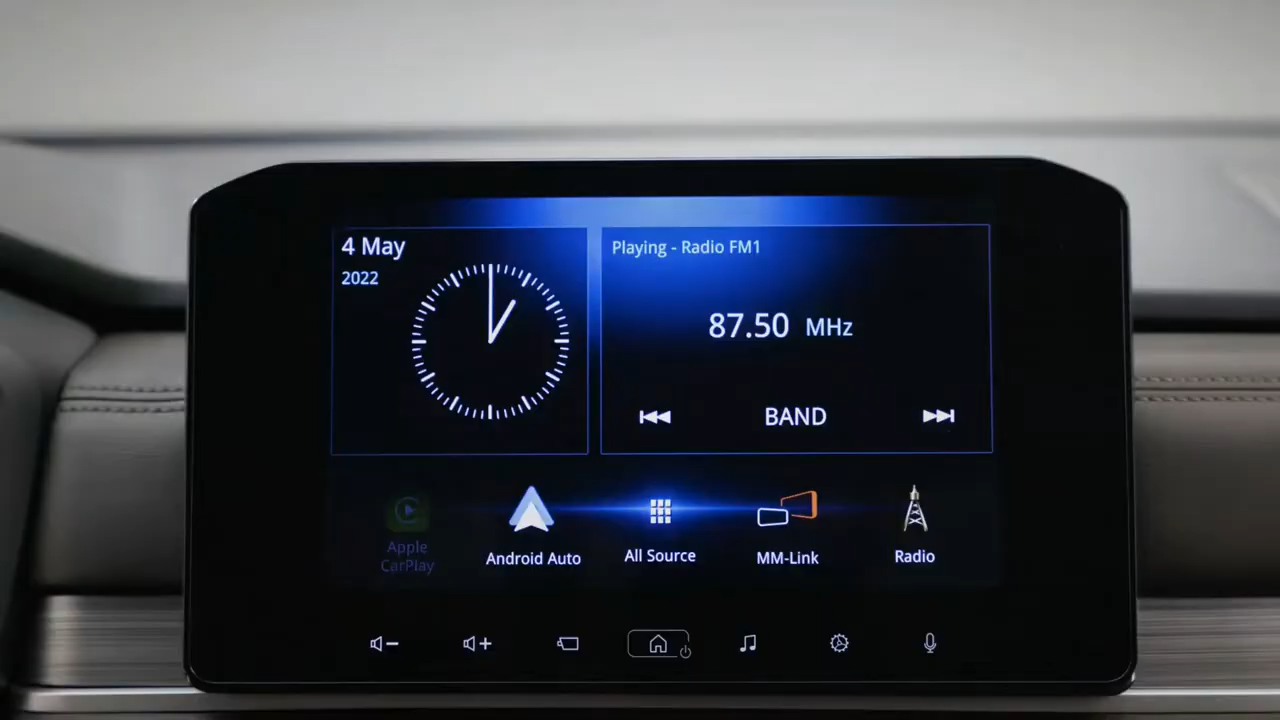 4 May
2022
Playing - Radio FM1
87.50 MHz
BAND
Apple
CarPlay
Android Auto
All Source
MM-Link
Radio